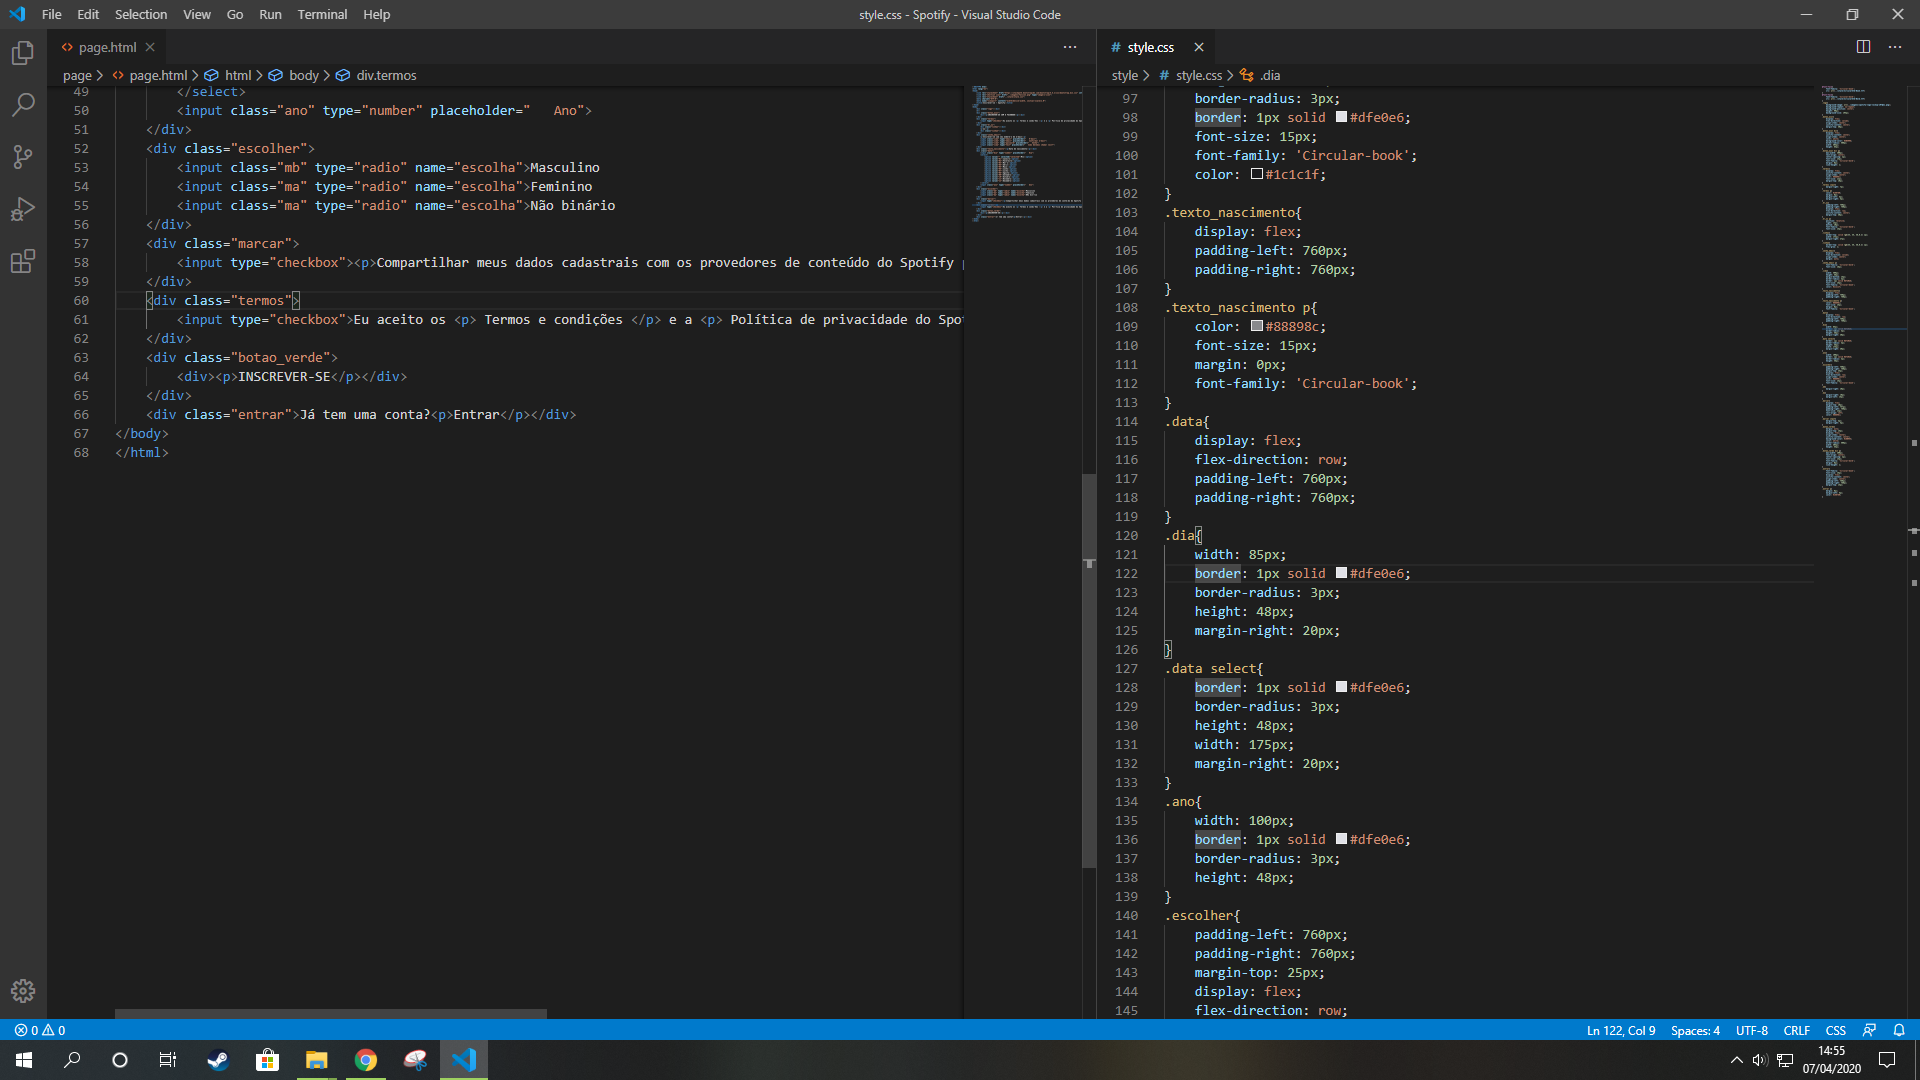 File Edit Selection View Go Run Terminal Help
style.css - Spotify - Visual Studio Code
page.html
page > page.html > html > body > div.termos
49 </select>
50 <input class="ano" type="number" placeholder="   Ano">
51 </div>
52 <div class="escolher">
53 <input class="mb" type="radio" name="escolha">Masculino
54 <input class="ma" type="radio" name="escolha">Feminino
55 <input class="ma" type="radio" name="escolha">Não binário
56 </div>
57 <div class="marcar">
58 <input type="checkbox"><p>Compartilhar meus dados cadastrais com os provedores de conteúdo do Spotify
59 </div>
60 <div class="termos">
61 <input type="checkbox">Eu aceito os <p> Termos e condições </p> e a <p> Política de privacidade do Spo
62 </div>
63 <div class="botao_verde">
64 <div><p>INSCREVER-SE</p></div>
65 </div>
66 <div class="entrar">Já tem uma conta?<p>Entrar</p></div>
67 </body>
68 </html>
# style.css
style > # style.css > .dia
97 border-radius: 3px;
98 border: 1px solid #dfe0e6;
99 font-size: 15px;
100 font-family: 'Circular-book';
101 color: #1c1c1f;
102 }
103 .texto_nascimento{
104 display: flex;
105 padding-left: 760px;
106 padding-right: 760px;
107 }
108 .texto_nascimento p{
109 color: #88898c;
110 font-size: 15px;
111 margin: 0px;
112 font-family: 'Circular-book';
113 }
114 .data{
115 display: flex;
116 flex-direction: row;
117 padding-left: 760px;
118 padding-right: 760px;
119 }
120 .dia{
121 width: 85px;
122 border: 1px solid #dfe0e6;
123 border-radius: 3px;
124 height: 48px;
125 margin-right: 20px;
126 }
127 .data select{
128 border: 1px solid #dfe0e6;
129 border-radius: 3px;
130 height: 48px;
131 width: 175px;
132 margin-right: 20px;
133 }
134 .ano{
135 width: 100px;
136 border: 1px solid #dfe0e6;
137 border-radius: 3px;
138 height: 48px;
139 }
140 .escolher{
141 padding-left: 760px;
142 padding-right: 760px;
143 margin-top: 25px;
144 display: flex;
145 flex-direction: row;
0 0
Ln 122, Col 9 Spaces: 4 UTF-8 CRLF CSS
14:55
07/04/2020